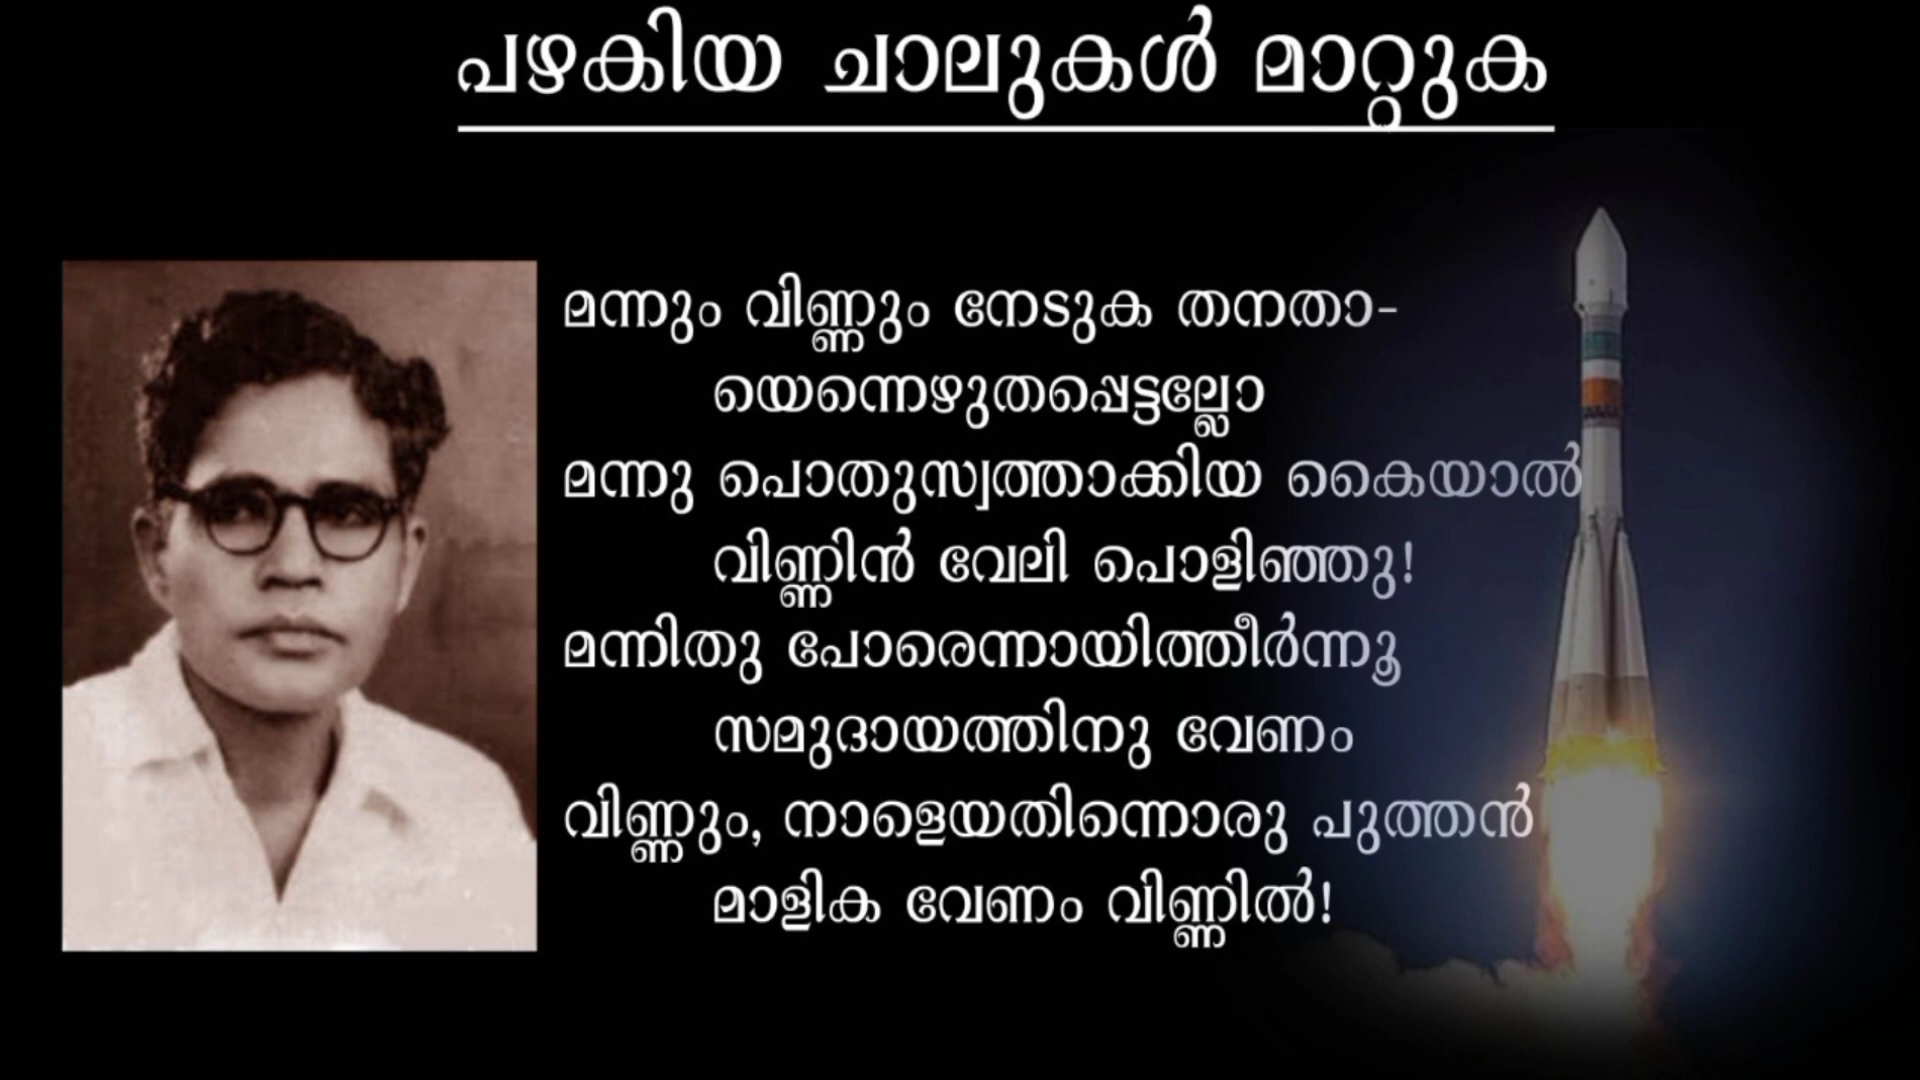 പഴകിയ ചാലുകൾ മാറ്റുക
മന്നും വിണ്ണും നേടുക തനതാ-
യെന്നെഴുതപ്പെട്ടല്ലോ
മന്നു പൊതുസ്വത്താക്കിയ കൈയാൽ
വിണ്ണിൻ വേലി പൊളിഞ്ഞു!
മന്നിതു പോരെന്നായിത്തീർന്നൂ
സമുദായത്തിനു വേണം
വിണ്ണും, നാളെയതിന്നൊരു പുത്തൻ
മാളിക വേണം വിണ്ണിൽ!